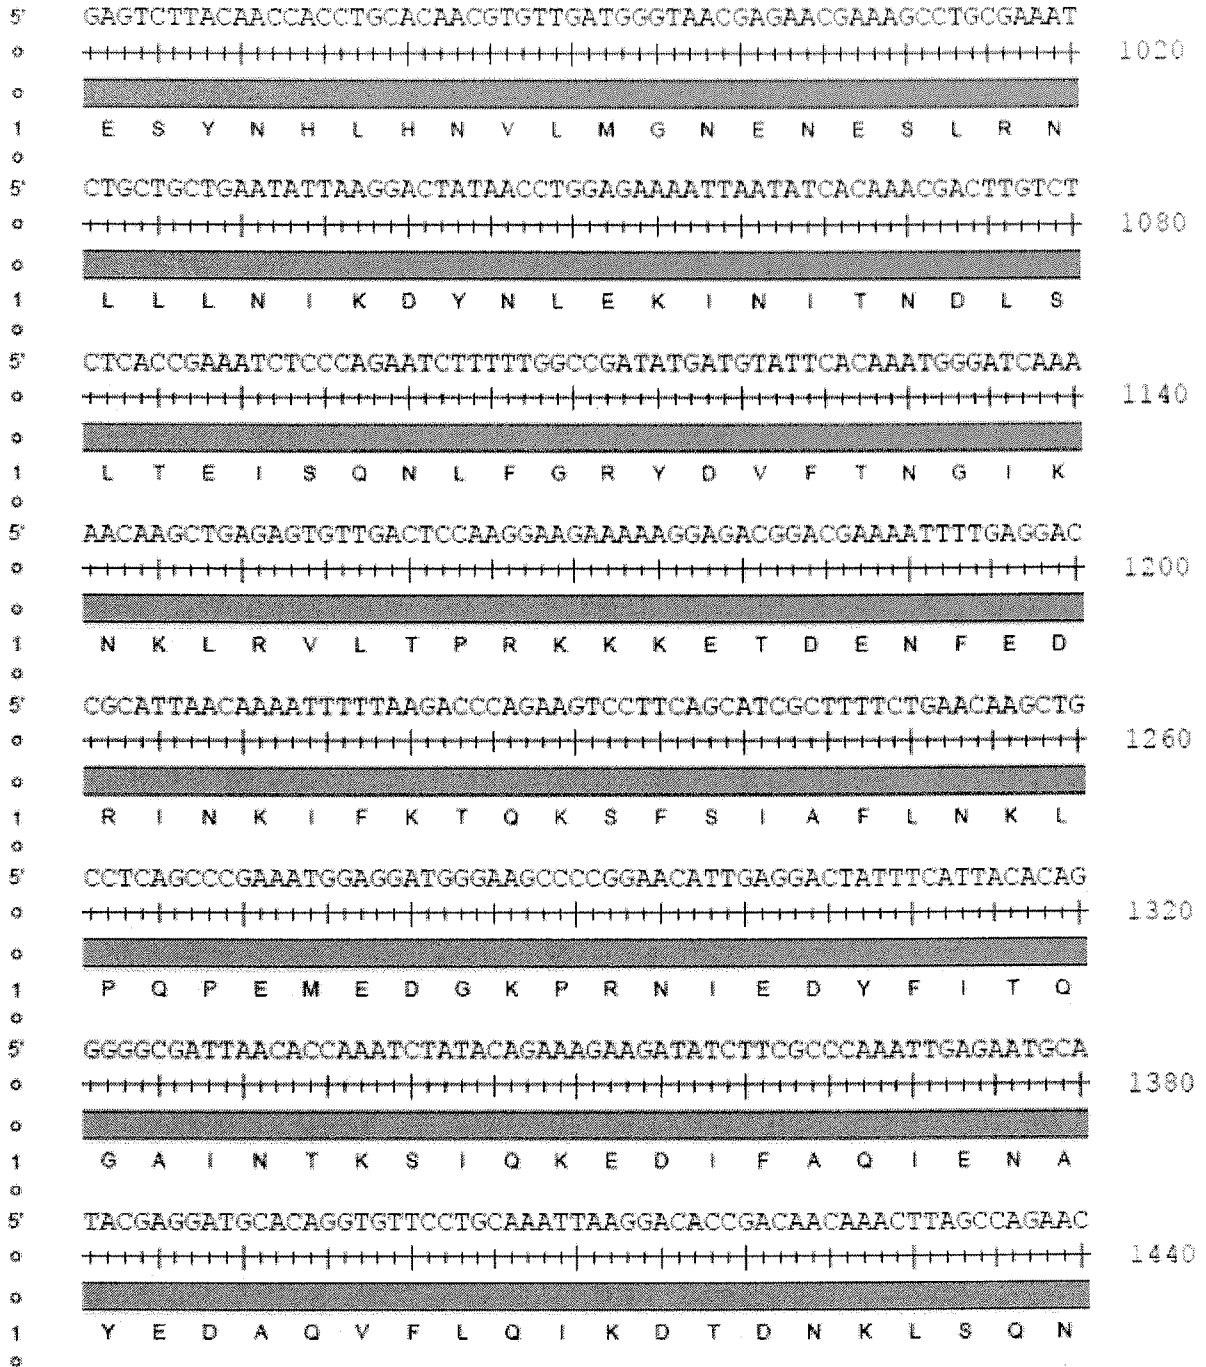 5' GAGTCTTACAACCACCTGCACAACGTGTTGATGGGTAACGAGAACGAAAGCCTGCGAAAT
o 1020
o
1 E S Y N H L H N V L M G N E N E S L R N
o
5' CTGCTGCTGAATATTAAGGACTATAACCTGGAGAAAATTAATATCACAAACGACTTGTCT
o 1080
o
1 L L L N I K D Y N L E K I N I T N D L S
o
5' CTCACCGAAATCTCCCAGAATCTTTTTGGCCGATATGATGTATTCACAAATGGGATCAAA
o 1140
o
1 L T E I S Q N L F G R Y D V F T N G I K
o
5' AACAAGCTGAGAGTGTTGACTCCAAGGAAGAAAAAGGAGACGGACGAAAATTTTGAGGAC
o 1200
o
1 N K L R V L T P R K K K E T D E N F E D
o
5' CGCATTAACAAAATTTTTAAGACCCAGAAGTCCTTCAGCATCGCTTTTCTGAACAAGCTG
o 1260
o
1 R I N K I F K T Q K S F S I A F L N K L
o
5' CCTCAGCCCGAAATGGAGGATGGGAAGCCCCGGAACATTGAGGACTATTTCATTACACAG
o 1320
o
1 P Q P E M E D G K P R N I E D Y F I T Q
o
5' GGGGCGATTAACACCAAATCTATACAGAAAGAAGATATCTTCGCCCAAATTGAGAATGCA
o 1380
o
1 G A I N T K S I Q K E D I F A Q I E N A
o
5' TACGAGGATGCACAGGTGTTCCTGCAAATTAAGGACACCGACAACAAACTTAGCCAGAAC
o 1440
o
1 Y E D A Q V F L Q I K D T D N K L S Q N
o